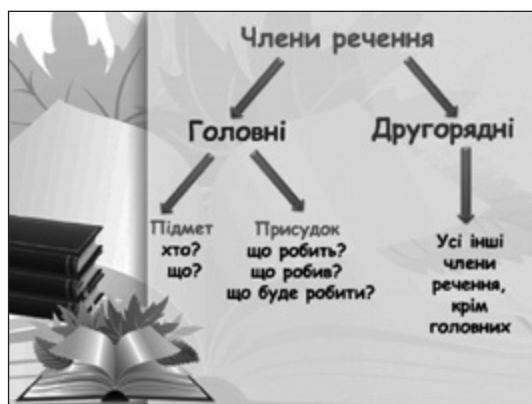 Члени речення
Головні
Другорядні
Підмет
хто?
що?
Присудок
що робить?
що робив?
що буде робити?
Усі інші
члени
речення,
крім
головних